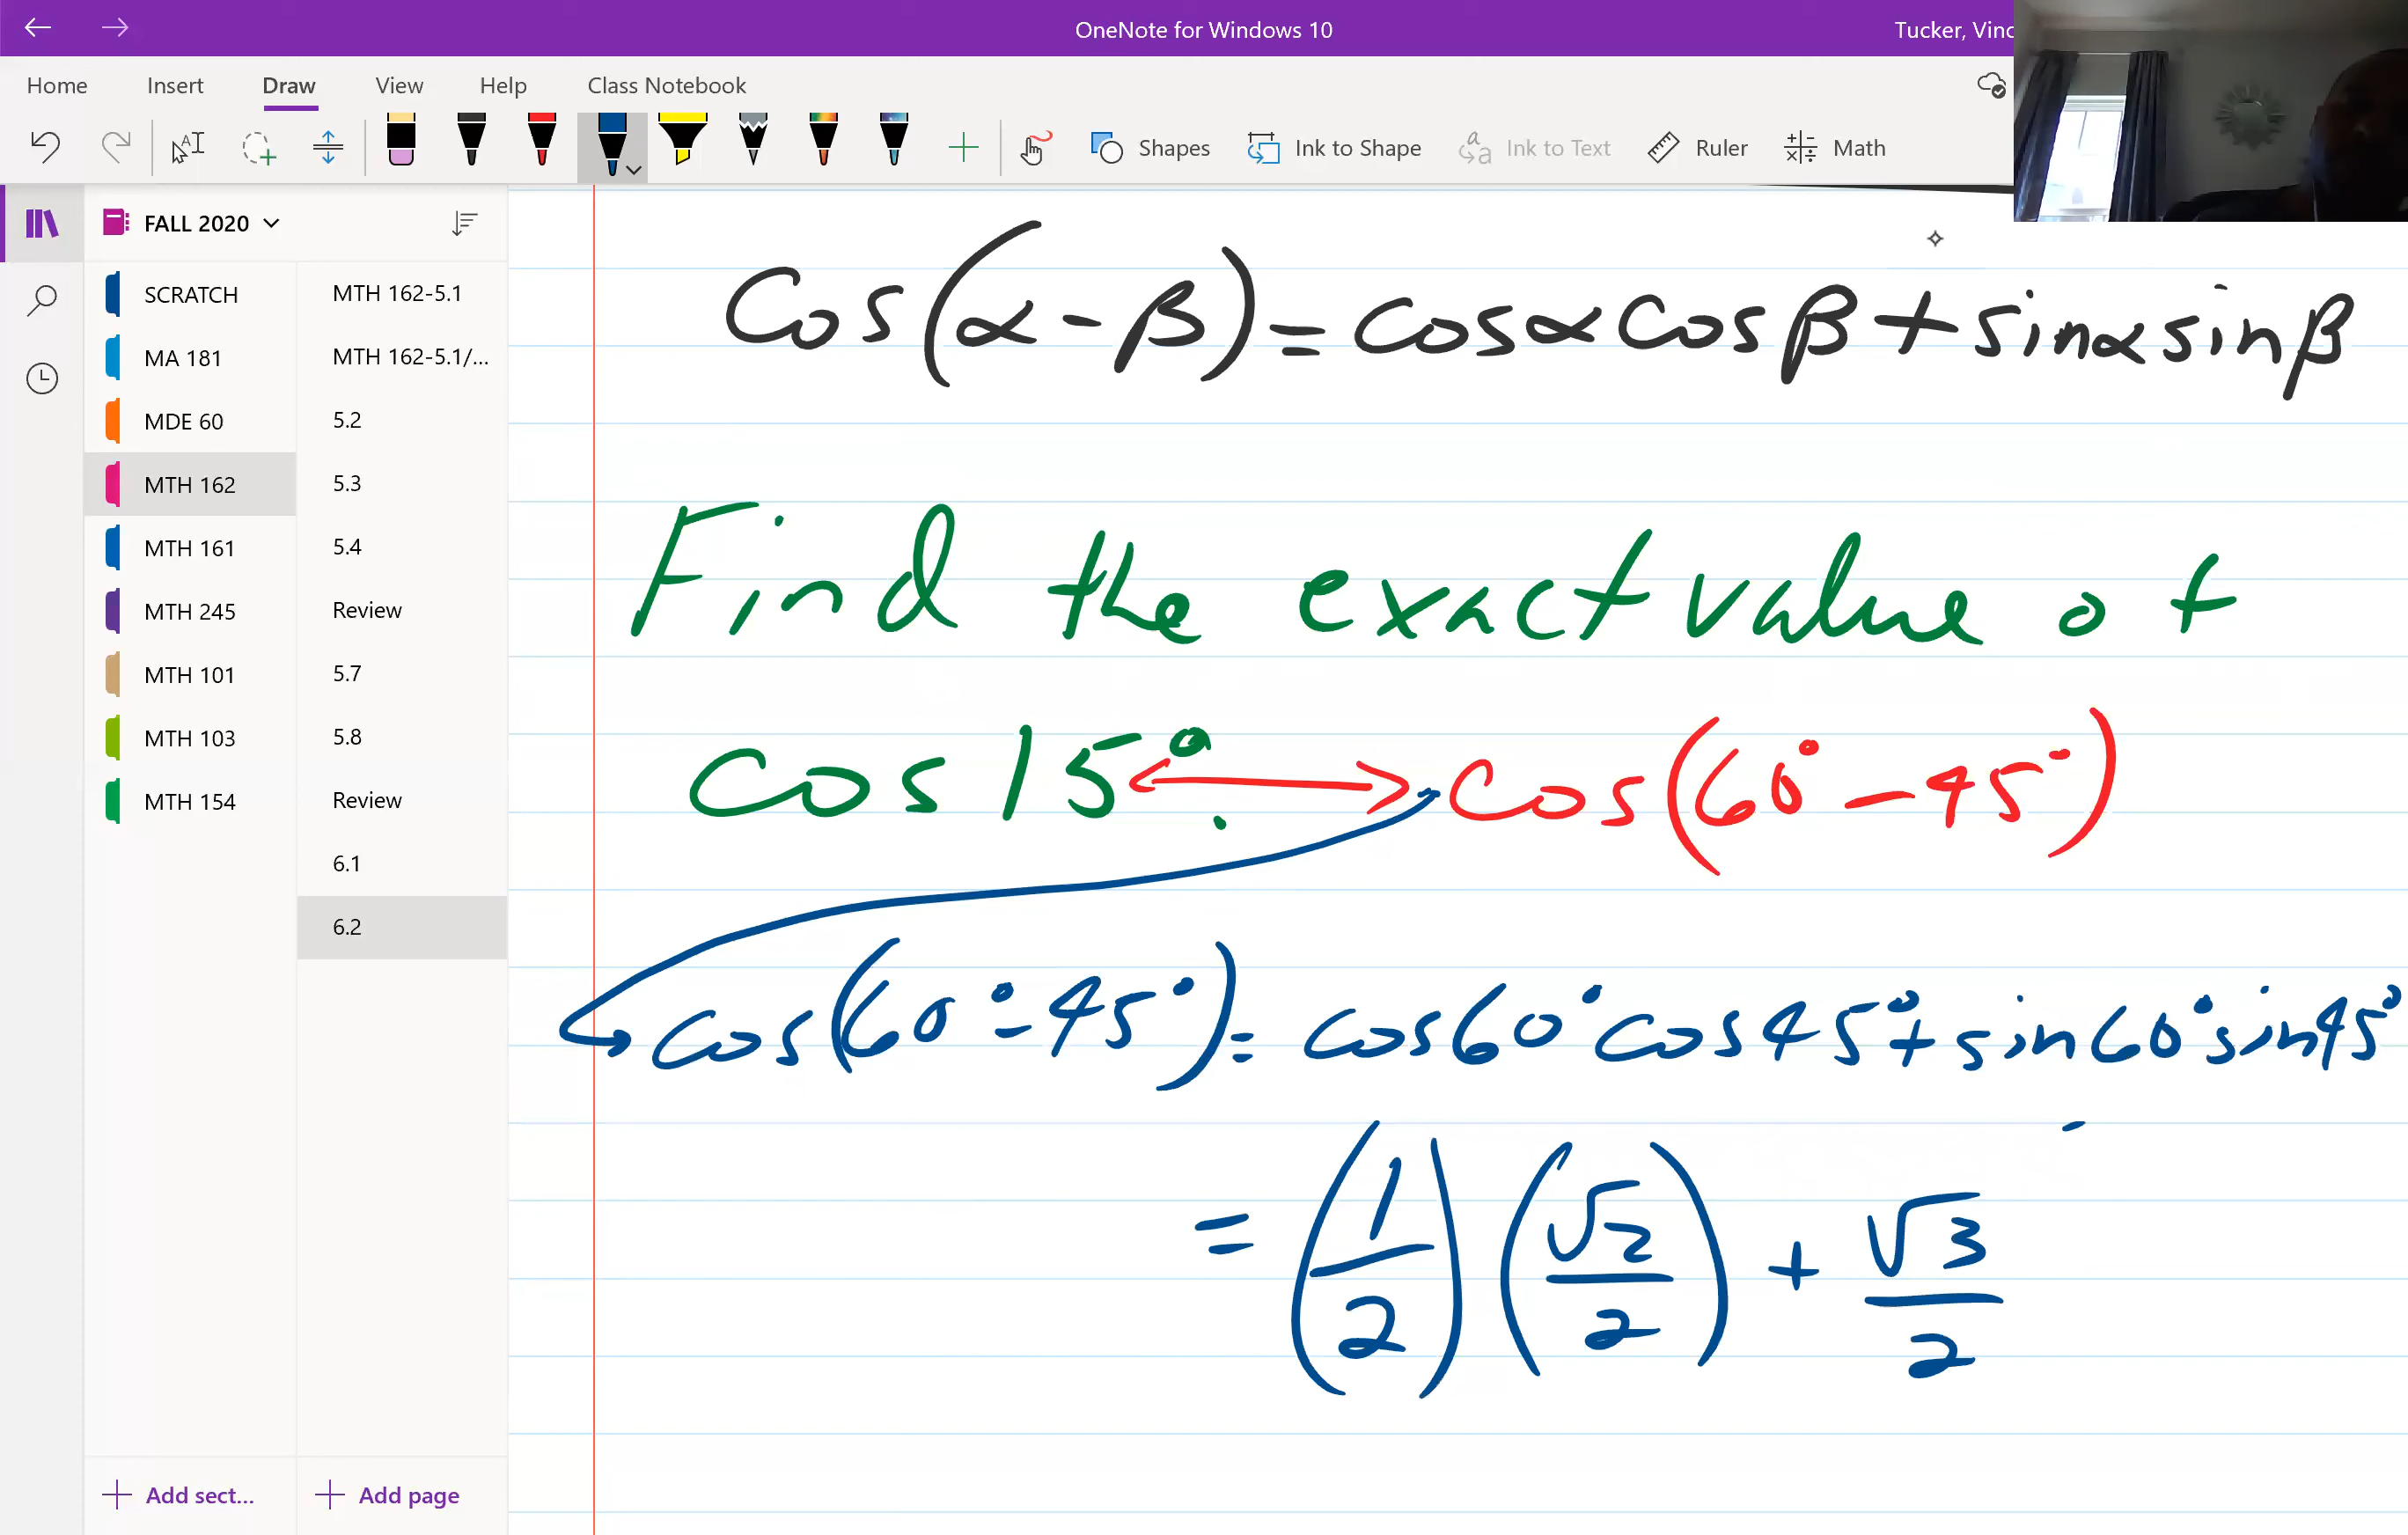 OneNote for Windows 10
Tucker, Vinc
Home Insert Draw View Help Class Notebook
Shapes Ink to Shape Ink to Text Ruler Math
FALL 2020
SCRATCH
MA 181
MDE 60
MTH 162
MTH 161
MTH 245
MTH 101
MTH 103
MTH 154
Add sect...
MTH 162-5.1
MTH 162-5.1/...
5.2
5.3
5.4
Review
5.7
5.8
Review
6.1
6.2
Add page
Cos(α-β)=cosαcosβ+sinαsinβ
Find the exact value of
cos 15°. cos(60°-45°)
cos(60°-45°)= cos60°cos45°+sin60°sin45°
= (1/2)(√2/2) + √3/2